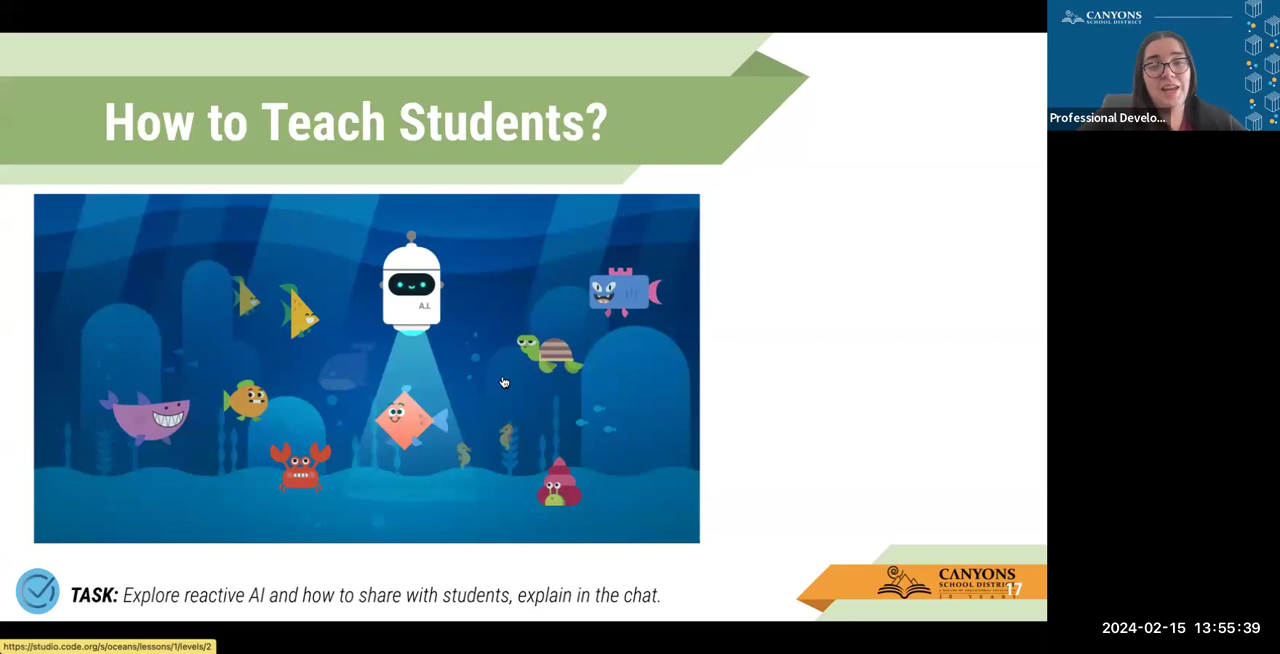 CANYONS
SCHOOL DISTRICT
Professional Develo...
How to Teach Students?
A.I.
TASK: Explore reactive AI and how to share with students, explain in the chat.
CANYONS
SCHOOL DISTRICT
17
2024-02-15 13:55:39
https://studio.code.org/s/oceans/lessons/1/levels/2